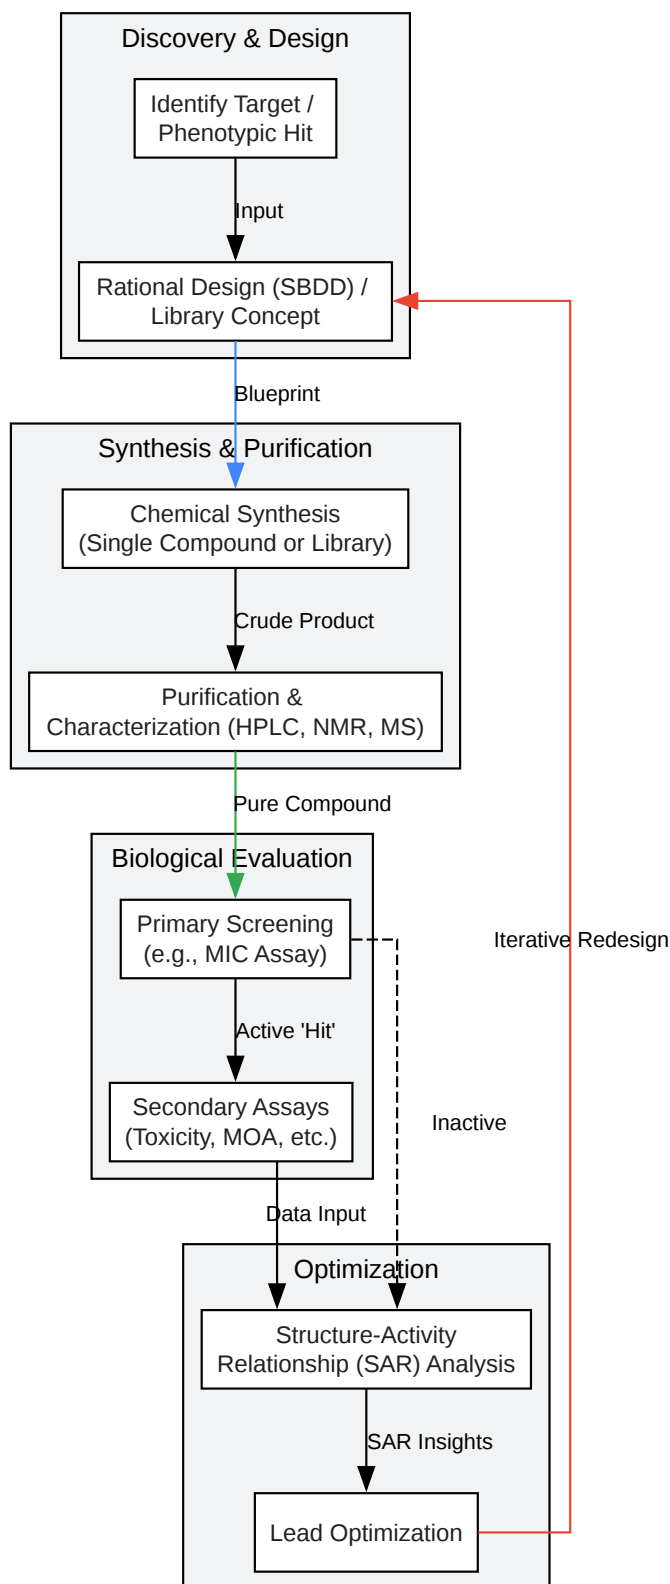 Discovery & Design
Identify Target /
Phenotypic Hit
Input
Rational Design (SBDD) /
Library Concept
Blueprint
Synthesis & Purification
Chemical Synthesis
(Single Compound or Library)
Crude Product
Purification &
Characterization (HPLC, NMR, MS)
Pure Compound
Biological Evaluation
Primary Screening
(e.g., MIC Assay)
Iterative Redesign
Active 'Hit'
Secondary Assays
(Toxicity, MOA, etc.)
Inactive
Data Input
Optimization
Structure-Activity
Relationship (SAR) Analysis
SAR Insights
Lead Optimization